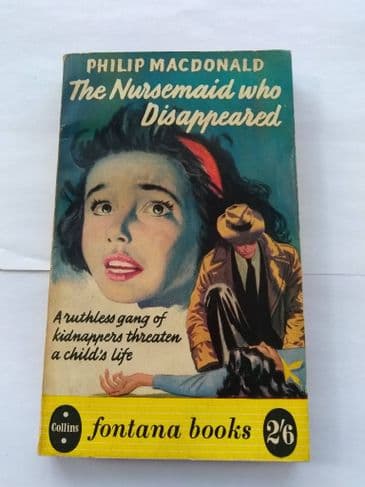 PHILIP MACDONALD
The Nursemaid who
Disappeared
A ruthless gang of
kidnappers threaten
a child's life
Collins
fontana books
2/6